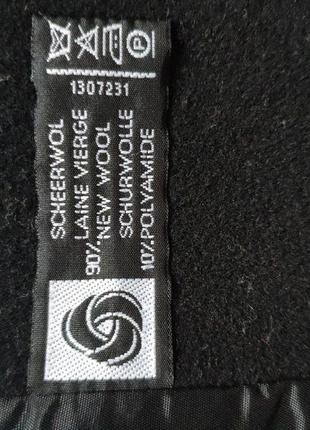 P
1307231
SCHEERWOL
LAINE VIERGE
90% NEW WOOL
SCHURWOLLE
10% POLYAMIDE